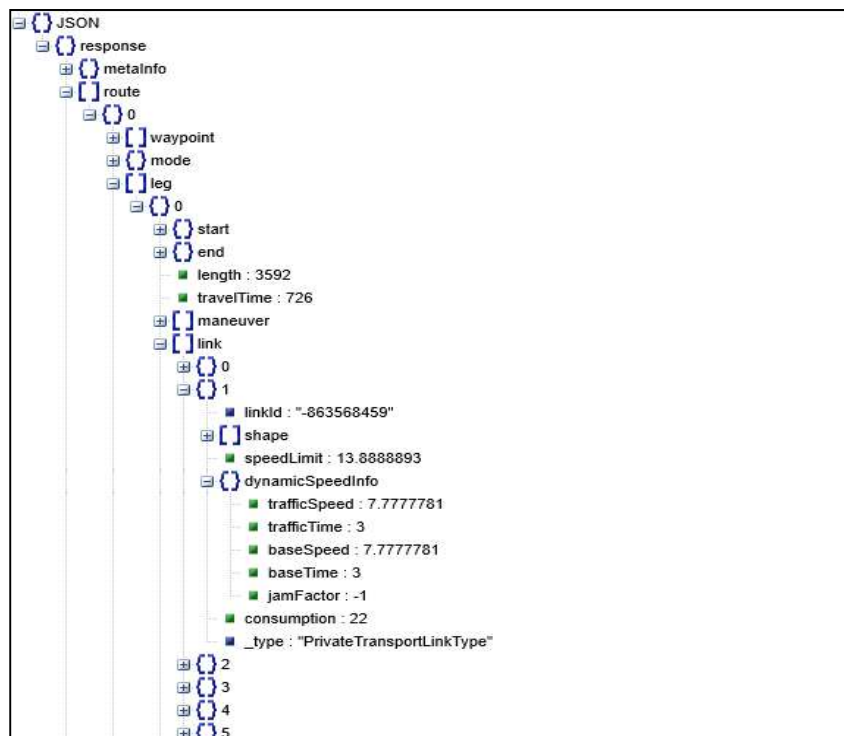 JSON
response
metaInfo
route
0
waypoint
mode
leg
0
start
end
length : 3592
travelTime : 726
maneuver
link
0
1
linkId : "-863568459"
shape
speedLimit : 13.8888893
dynamicSpeedInfo
trafficSpeed : 7.7777781
trafficTime : 3
baseSpeed : 7.7777781
baseTime : 3
jamFactor : -1
consumption : 22
_type : "PrivateTransportLinkType"
2
3
4
5